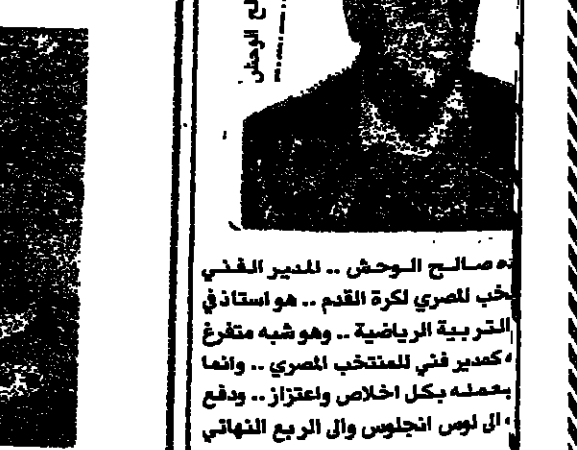 الوحش
صالح الوحش .. المدير الفني
المصري لكرة القدم .. هو استاذ في
التربية الرياضية .. وهو شبه متفرغ
كمدير فني للمنتخب المصري .. وانما
بعمله بكل اخلاص واعتزاز .. ودفع
الى لوس انجلوس والى الربع النهائي